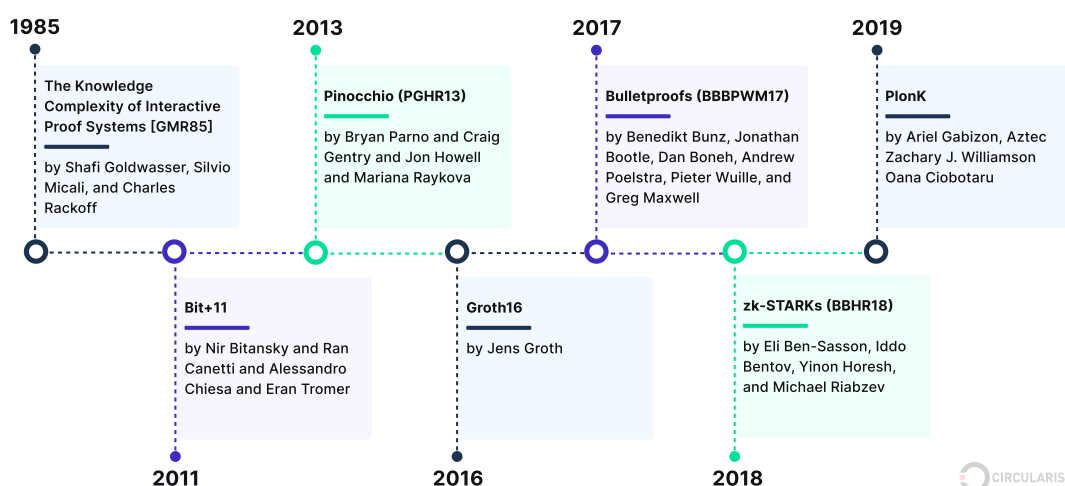 1985
The Knowledge
Complexity of Interactive
Proof Systems [GMR85]
by Shafi Goldwasser, Silvio
Micali, and Charles
Rackoff
2013
Pinocchio (PGHR13)
by Bryan Parno and Craig
Gentry and Jon Howell
and Mariana Raykova
2017
Bulletproofs (BBBPWM17)
by Benedikt Bunz, Jonathan
Bootle, Dan Boneh, Andrew
Poelstra, Pieter Wuille, and
Greg Maxwell
2019
PlonK
by Ariel Gabizon, Aztec
Zachary J. Williamson
Oana Ciobotaru
Bit+11
by Nir Bitansky and Ran
Canetti and Alessandro
Chiesa and Eran Tromer
2011
Groth16
by Jens Groth
2016
zk-STARKs (BBHR18)
by Eli Ben-Sasson, Iddo
Bentov, Yinon Horesh,
and Michael Riabzev
2018
CIRCULARIS